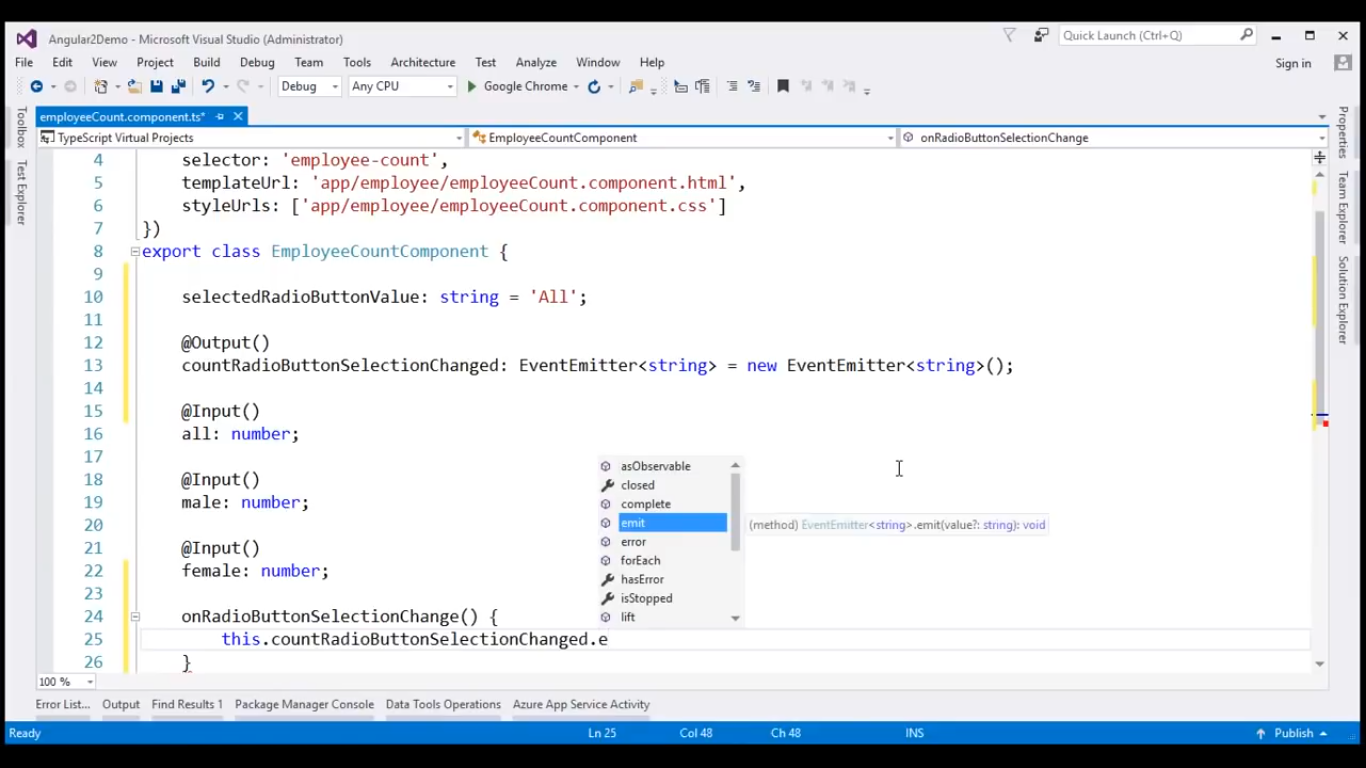 Angular2Demo - Microsoft Visual Studio (Administrator)
Quick Launch (Ctrl+Q)
File Edit View Project Build Debug Team Tools Architecture Test Analyze Window Help
Sign in
Debug Any CPU Google Chrome
employeeCount.component.ts*
TypeScript Virtual Projects EmployeeCountComponent onRadioButtonSelectionChange
Toolbox
Test Explorer
Properties
Team Explorer
Solution Explorer
4 selector: 'employee-count',
5 templateUrl: 'app/employee/employeeCount.component.html',
6 styleUrls: ['app/employee/employeeCount.component.css']
7 })
8 export class EmployeeCountComponent {
9
10 selectedRadioButtonValue: string = 'All';
11
12 @Output()
13 countRadioButtonSelectionChanged: EventEmitter<string> = new EventEmitter<string>();
14
15 @Input()
16 all: number;
17
18 @Input()
19 male: number;
20
21 @Input()
22 female: number;
23
24 onRadioButtonSelectionChange() {
25 this.countRadioButtonSelectionChanged.e
26 }
asObservable
closed
complete
emit
error
forEach
hasError
isStopped
lift
(method) EventEmitter<string>.emit(value?: string): void
100 %
Error List... Output Find Results 1 Package Manager Console Data Tools Operations Azure App Service Activity
Ready Ln 25 Col 48 Ch 48 INS Publish